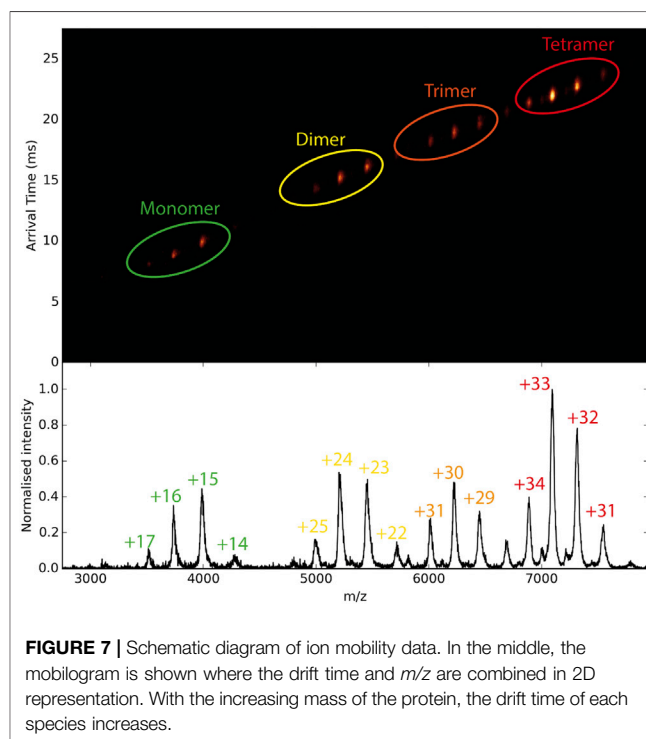 25
20
15
10
5
0
Arrival Time (ms)
Tetramer
Trimer
Dimer
Monomer
1.0
0.8
0.6
0.4
0.2
0.0
Normalised intensity
+17
+16
+15
+14
+25
+24
+23
+22
+31
+30
+29
+34
+33
+32
+31
3000 4000 5000 6000 7000
m/z
FIGURE 7 | Schematic diagram of ion mobility data. In the middle, the
mobilogram is shown where the drift time and m/z are combined in 2D
representation. With the increasing mass of the protein, the drift time of each
species increases.